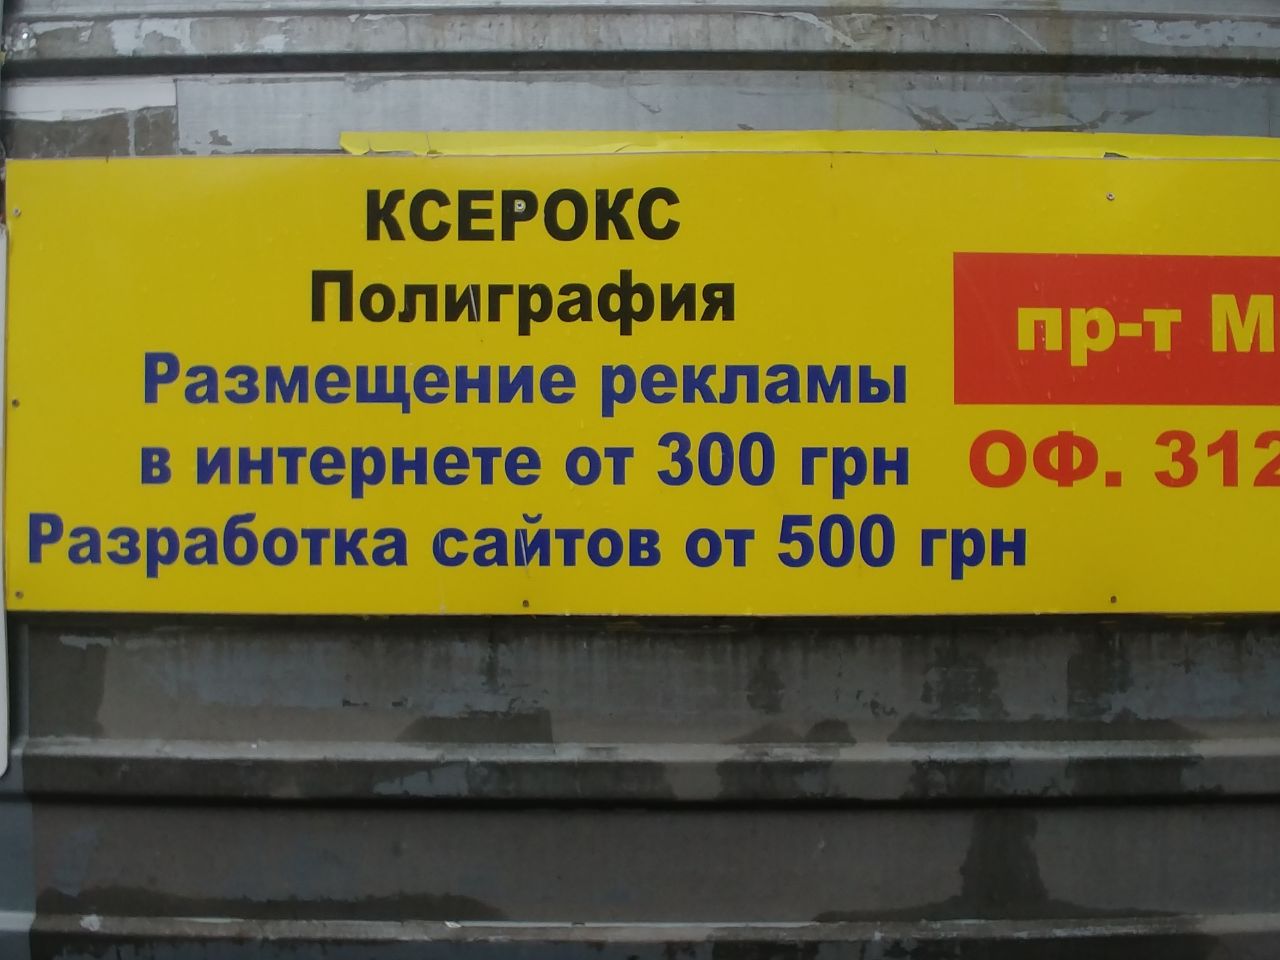 КСЕРОКС
Полиграфия
Размещение рекламы
в интернете от 300 грн
Разработка сайтов от 500 грн
пр-т М
ОФ. 312